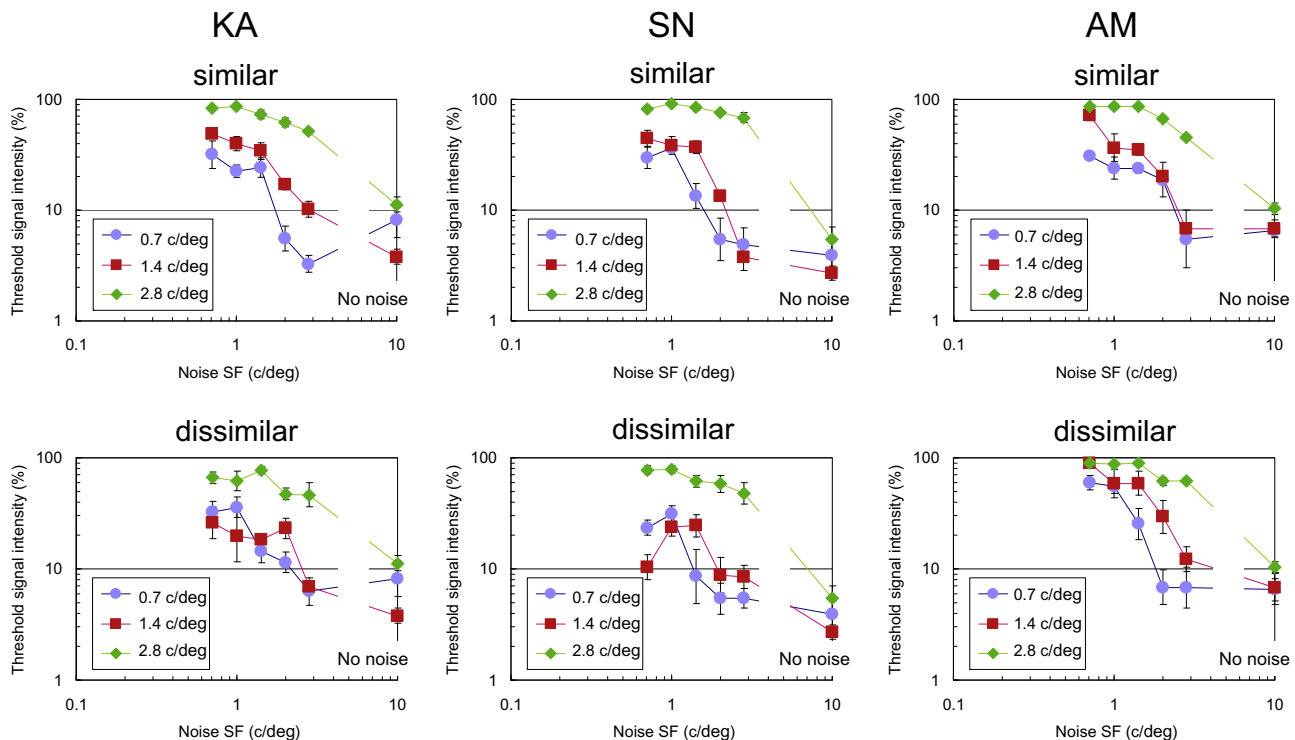 KA
SN
AM
similar
similar
similar
Threshold signal intensity (%)
100
10
1
0.7 c/deg
1.4 c/deg
2.8 c/deg
No noise
0.1
1
10
Noise SF (c/deg)
Threshold signal intensity (%)
100
10
1
0.7 c/deg
1.4 c/deg
2.8 c/deg
No noise
0.1
1
10
Noise SF (c/deg)
Threshold signal intensity (%)
100
10
1
0.7 c/deg
1.4 c/deg
2.8 c/deg
No noise
0.1
1
10
Noise SF (c/deg)
dissimilar
dissimilar
dissimilar
Threshold signal intensity (%)
100
10
1
0.7 c/deg
1.4 c/deg
2.8 c/deg
No noise
0.1
1
10
Noise SF (c/deg)
Threshold signal intensity (%)
100
10
1
0.7 c/deg
1.4 c/deg
2.8 c/deg
No noise
0.1
1
10
Noise SF (c/deg)
Threshold signal intensity (%)
100
10
1
0.7 c/deg
1.4 c/deg
2.8 c/deg
No noise
0.1
1
10
Noise SF (c/deg)